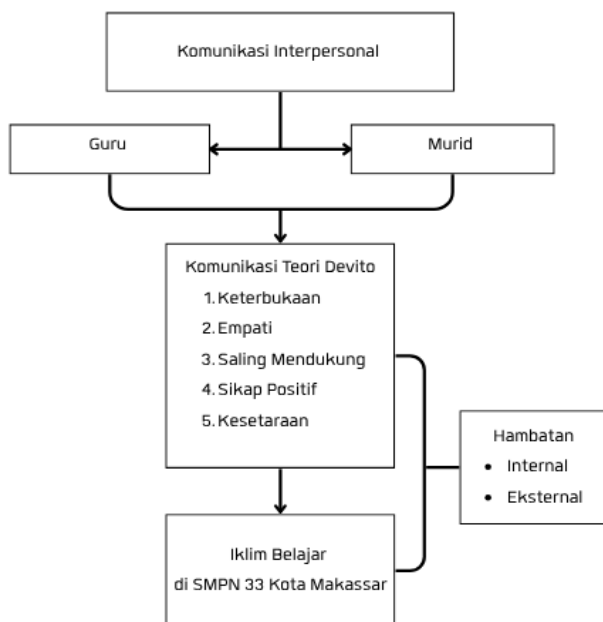 Komunikasi Interpersonal
Guru
Murid
Komunikasi Teori Devito
1. Keterbukaan
2. Empati
3. Saling Mendukung
4. Sikap Positif
5. Kesetaraan
Hambatan
• Internal
• Eksternal
Iklim Belajar
di SMPN 33 Kota Makassar